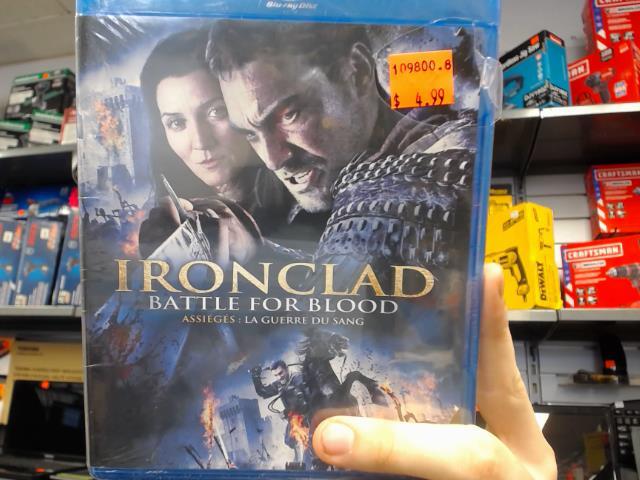 Blu-ray Disc
109800.8
$ 4.99
IRONCLAD
BATTLE FOR BLOOD
ASSIÉGÉS : LA GUERRE DU SANG
CRAFTSMAN
CRAFTSMAN
CRAFTSMAN
DEWALT